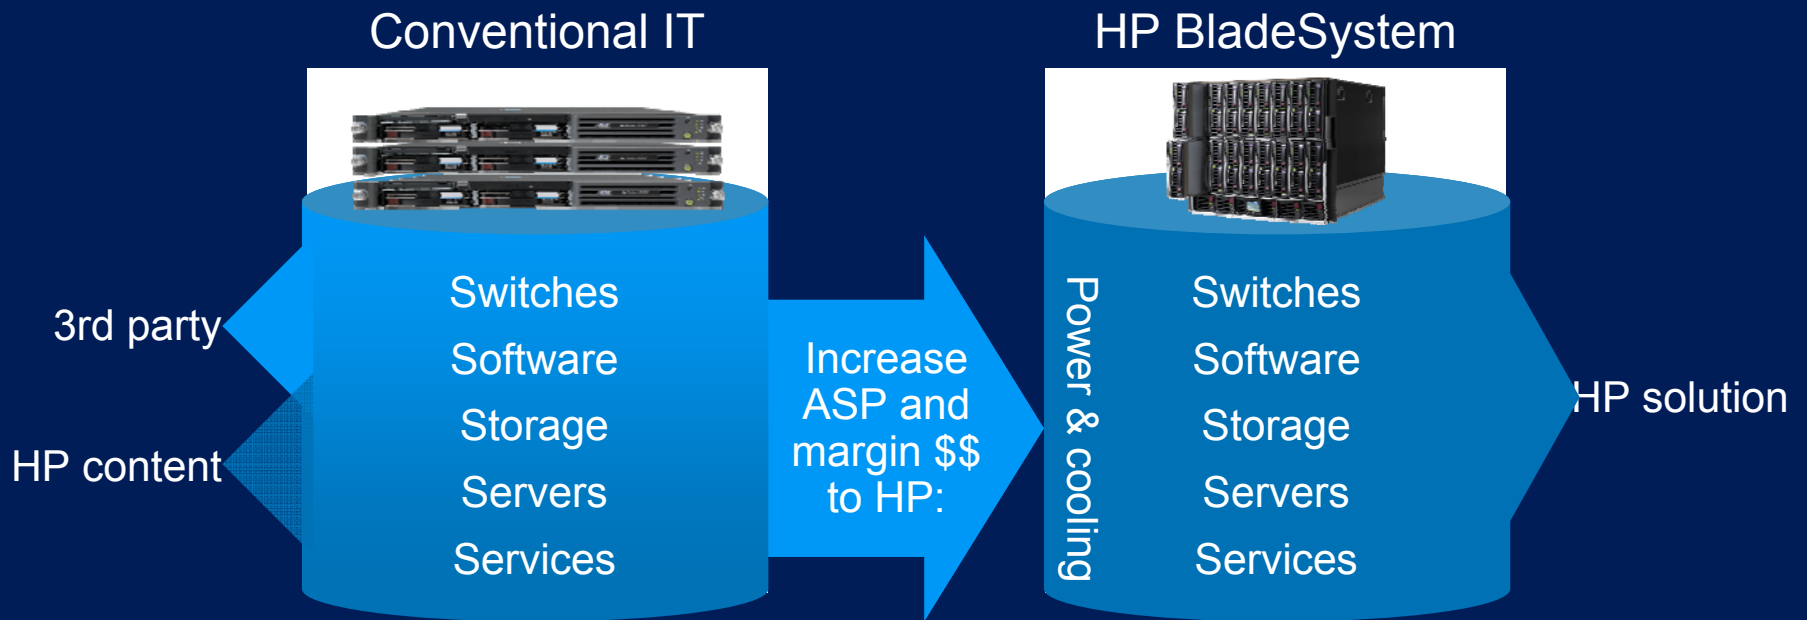 Conventional IT
HP BladeSystem
3rd party
HP content
Switches
Software
Storage
Servers
Services
Increase
ASP and
margin $$
to HP:
Power & cooling
Switches
Software
Storage
Servers
Services
HP solution